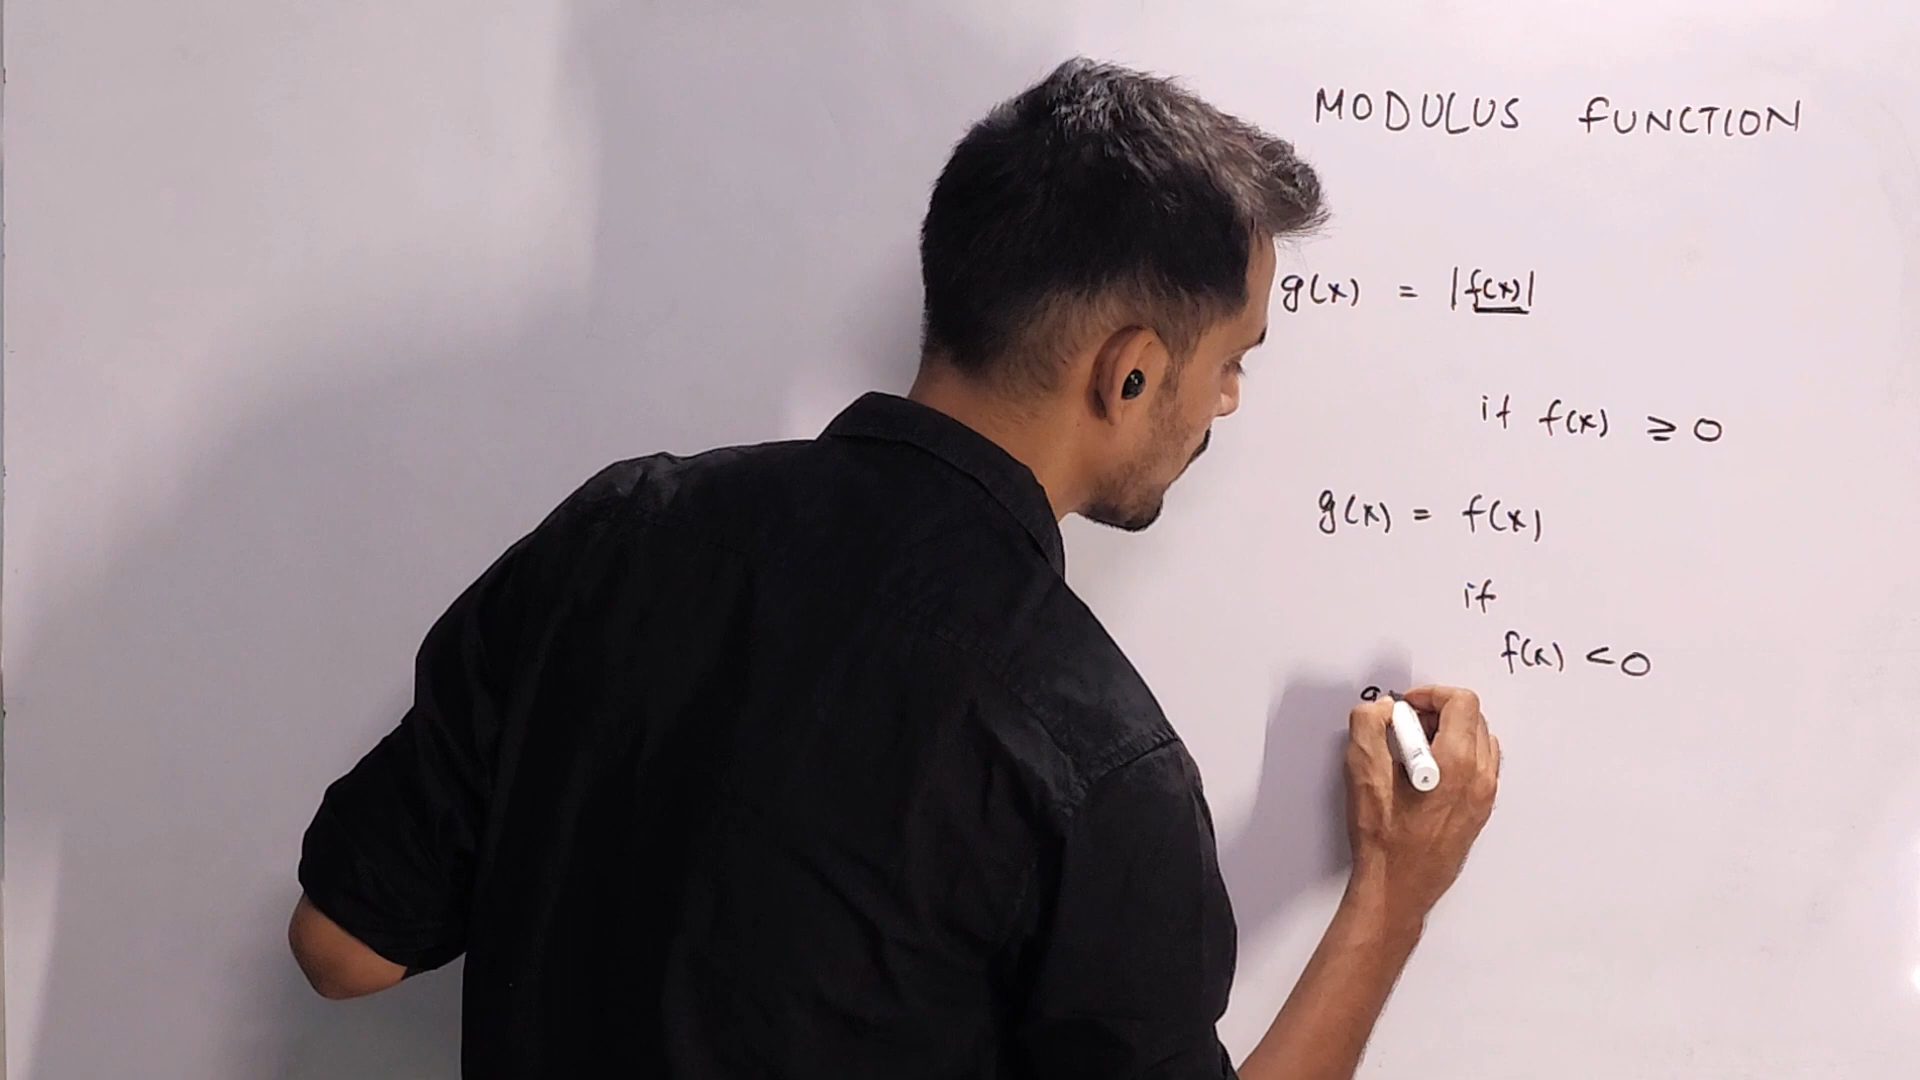 MODULUS FUNCTION
g(x) = |f(x)|
if f(x) ≥ 0
g(x) = f(x)
if
f(x) < 0
g